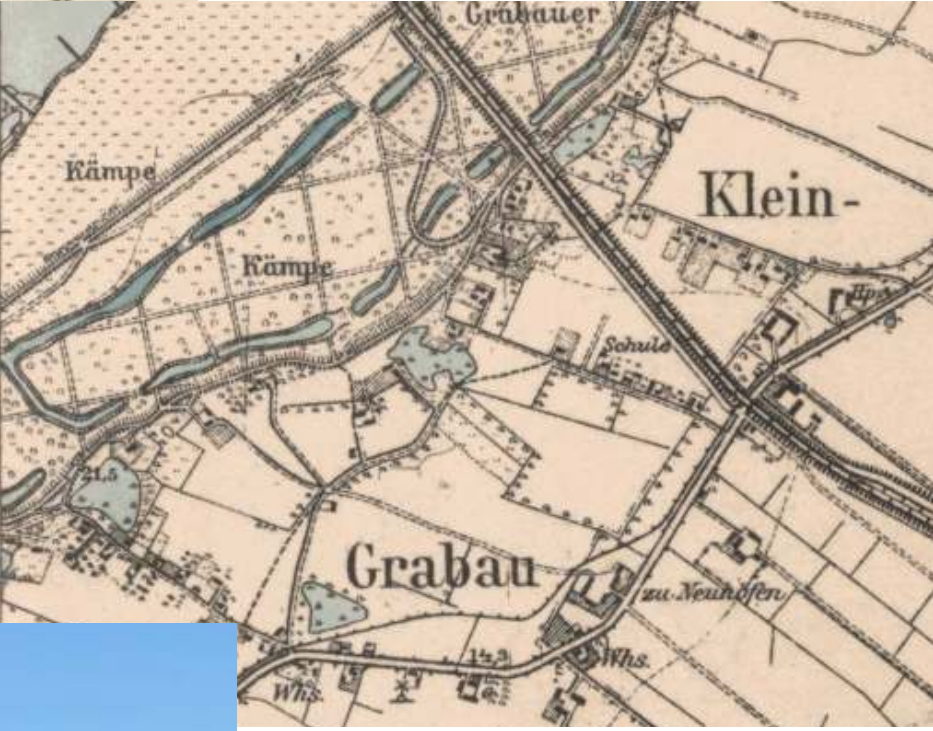 Grabauer
Kämpe
Klein-
Kämpe
Hp.
Schule
21,5
Grabau
zu Neuhöfen
14,3
Whs.
Whs.